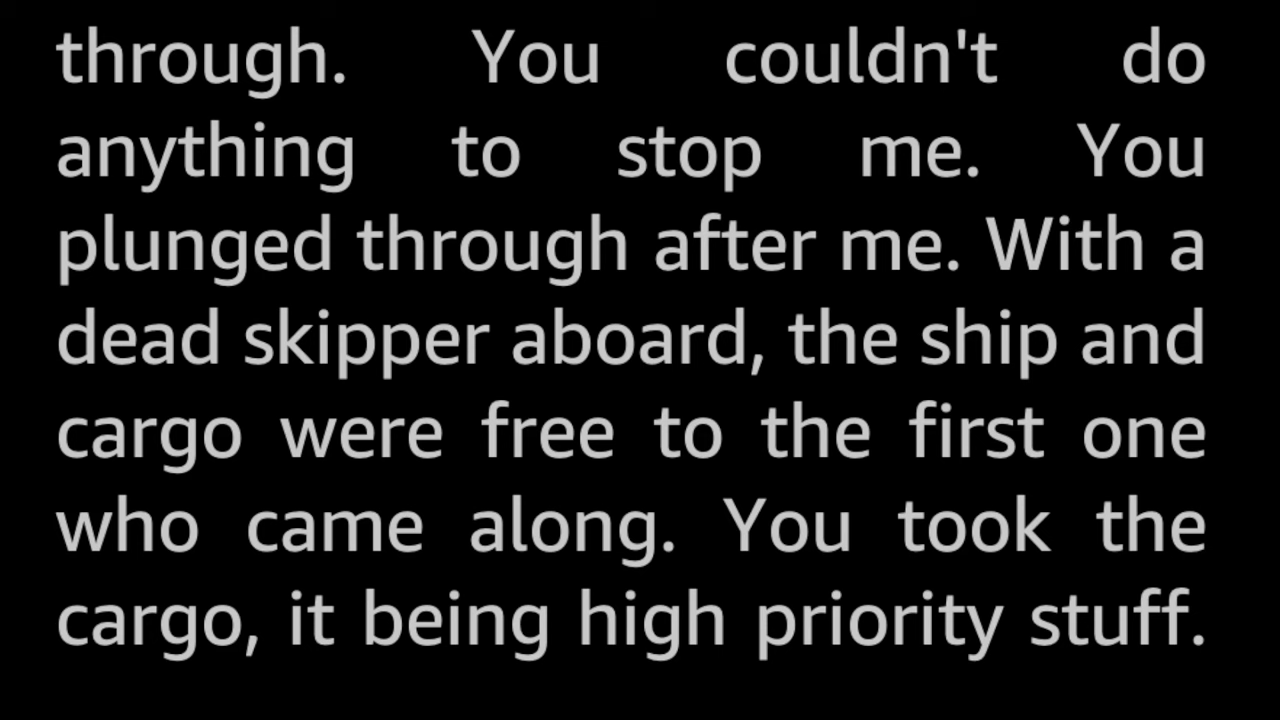 through. You couldn't do
anything to stop me. You
plunged through after me. With a
dead skipper aboard, the ship and
cargo were free to the first one
who came along. You took the
cargo, it being high priority stuff.